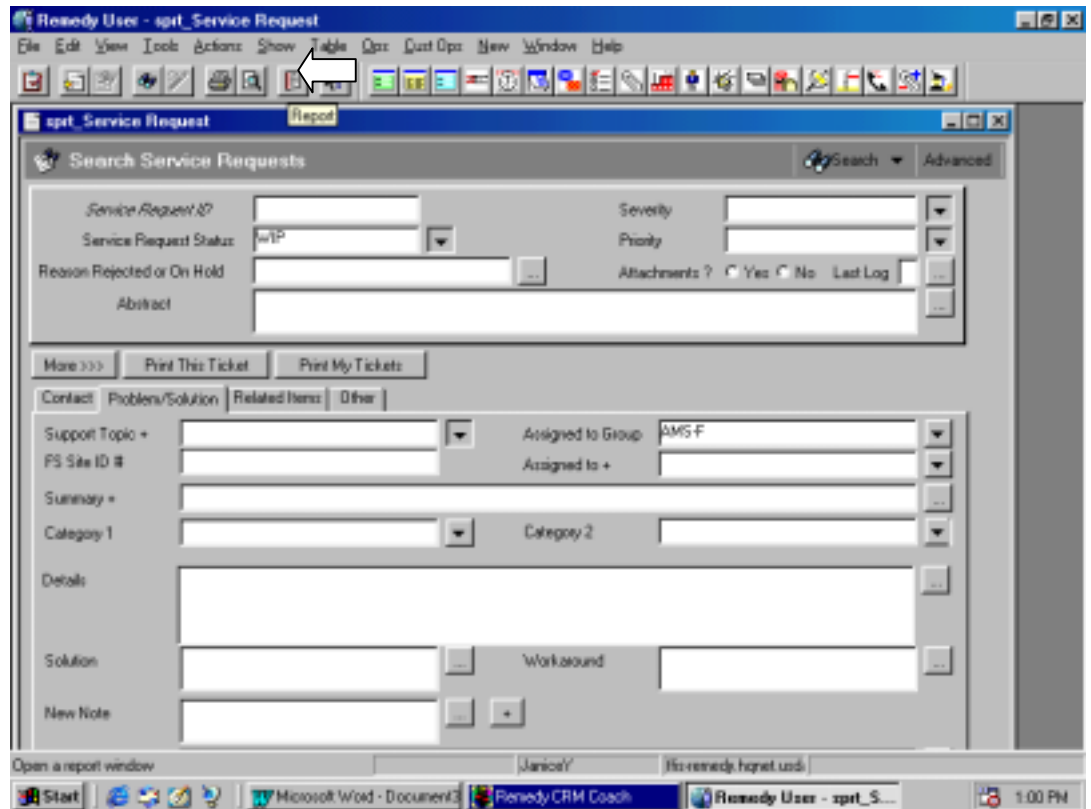 Remedy User - sprt_Service Request
File Edit View Tools Actions Show Table Ops Cust Ops New Window Help
Report
sprt_Service Request
Search Service Requests
Search Advanced
Service Request ID
Severity
Service Request Status WIP
Priority
Reason Rejected or On Hold ...
Attachments ? Yes No Last Log ...
Abstract ...
More >>> Print This Ticket Print My Tickets
Contact Problem/Solution Related Items Other
Support Topic +
Assigned to Group AMS-F
FS Site ID #
Assigned to +
Summary + ...
Category 1
Category 2
Details ...
Solution ...
Workaround ...
New Note ... +
Open a report window JaniceY ffis-remedy.hqnet.usda
Start Microsoft Word - Document3 Remedy CRM Coach Remedy User - sprt_S... 1:00 PM